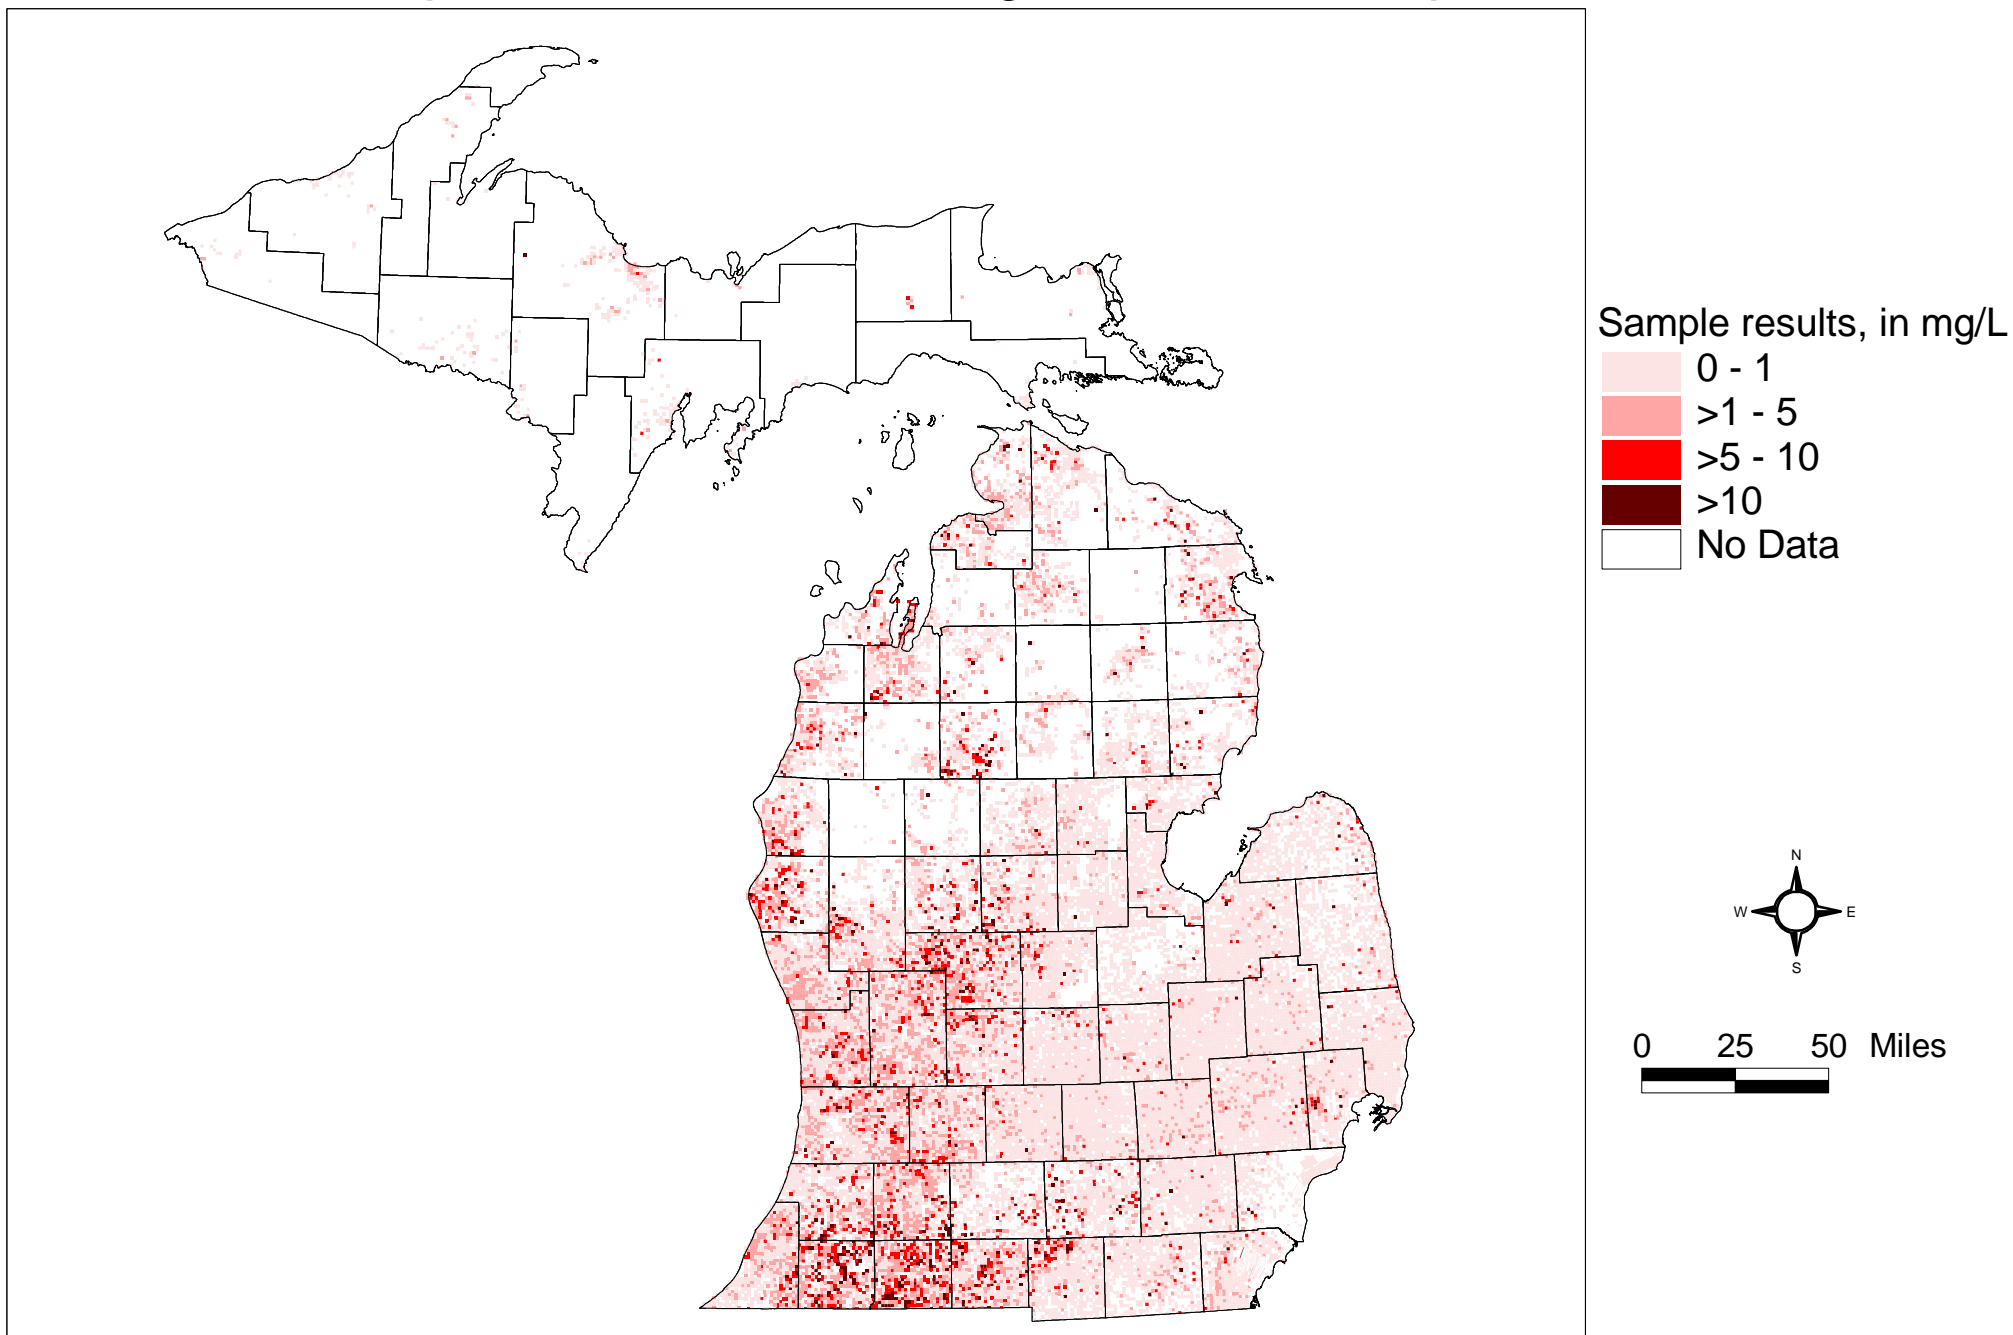 Sample results, in mg/L
0 - 1
>1 - 5
>5 - 10
>10
No Data
N
W E
S
0 25 50 Miles